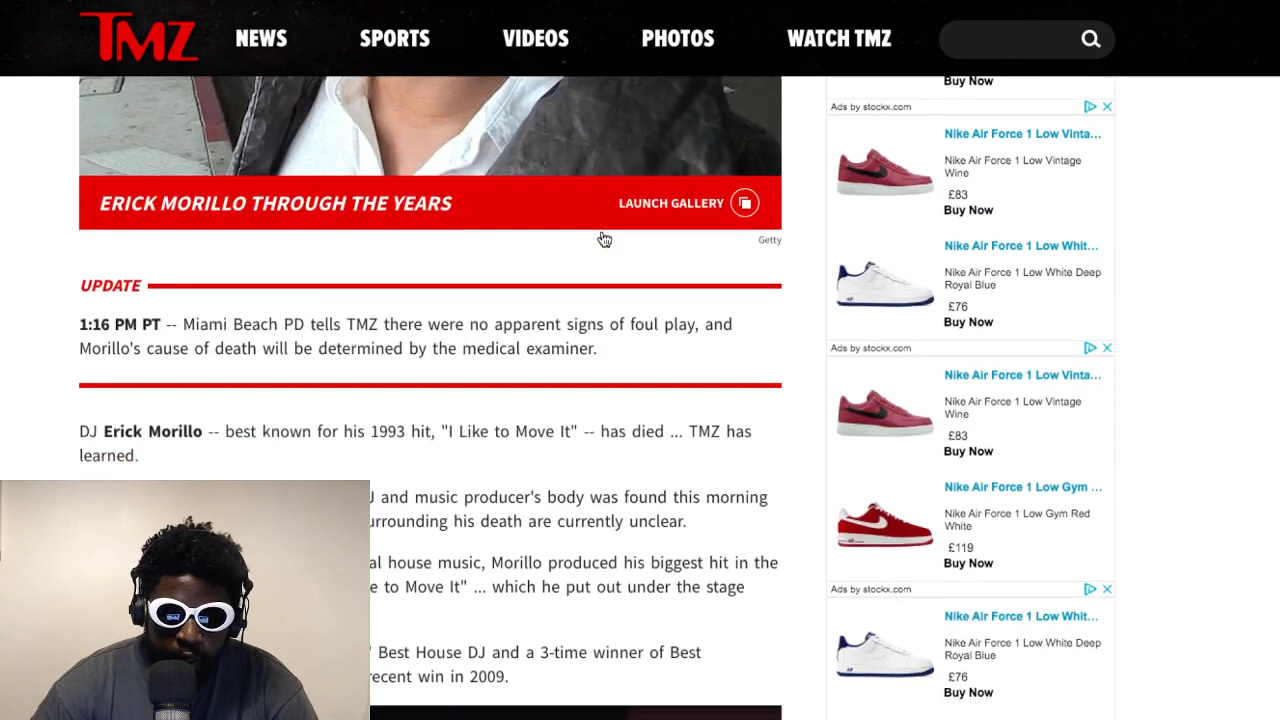 TMZ
NEWS
SPORTS
VIDEOS
PHOTOS
WATCH TMZ
ERICK MORILLO THROUGH THE YEARS
LAUNCH GALLERY
Getty
UPDATE
1:16 PM PT -- Miami Beach PD tells TMZ there were no apparent signs of foul play, and
Morillo's cause of death will be determined by the medical examiner.
DJ Erick Morillo -- best known for his 1993 hit, "I Like to Move It" -- has died ... TMZ has
learned.
and music producer's body was found this morning
urrounding his death are currently unclear.
al house music, Morillo produced his biggest hit in the
e to Move It" ... which he put out under the stage
Best House DJ and a 3-time winner of Best
recent win in 2009.
Buy Now
Ads by stockx.com
Nike Air Force 1 Low Vinta...
Nike Air Force 1 Low Vintage
Wine
£83
Buy Now
Nike Air Force 1 Low Whit...
Nike Air Force 1 Low White Deep
Royal Blue
£76
Buy Now
Ads by stockx.com
Nike Air Force 1 Low Vinta...
Nike Air Force 1 Low Vintage
Wine
£83
Buy Now
Nike Air Force 1 Low Gym ...
Nike Air Force 1 Low Gym Red
White
£119
Buy Now
Ads by stockx.com
Nike Air Force 1 Low Whit...
Nike Air Force 1 Low White Deep
Royal Blue
£76
Buy Now